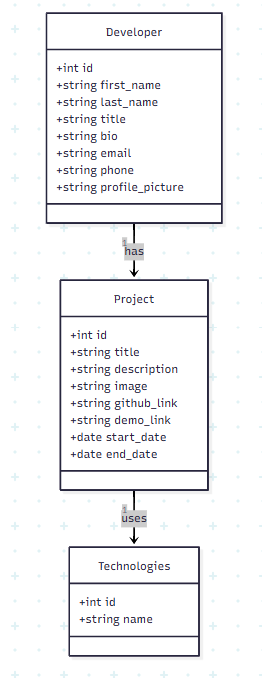 Developer
+int id
+string first_name
+string last_name
+string title
+string bio
+string email
+string phone
+string profile_picture
1
has
Project
+int id
+string title
+string description
+string image
+string github_link
+string demo_link
+date start_date
+date end_date
1
uses
Technologies
+int id
+string name